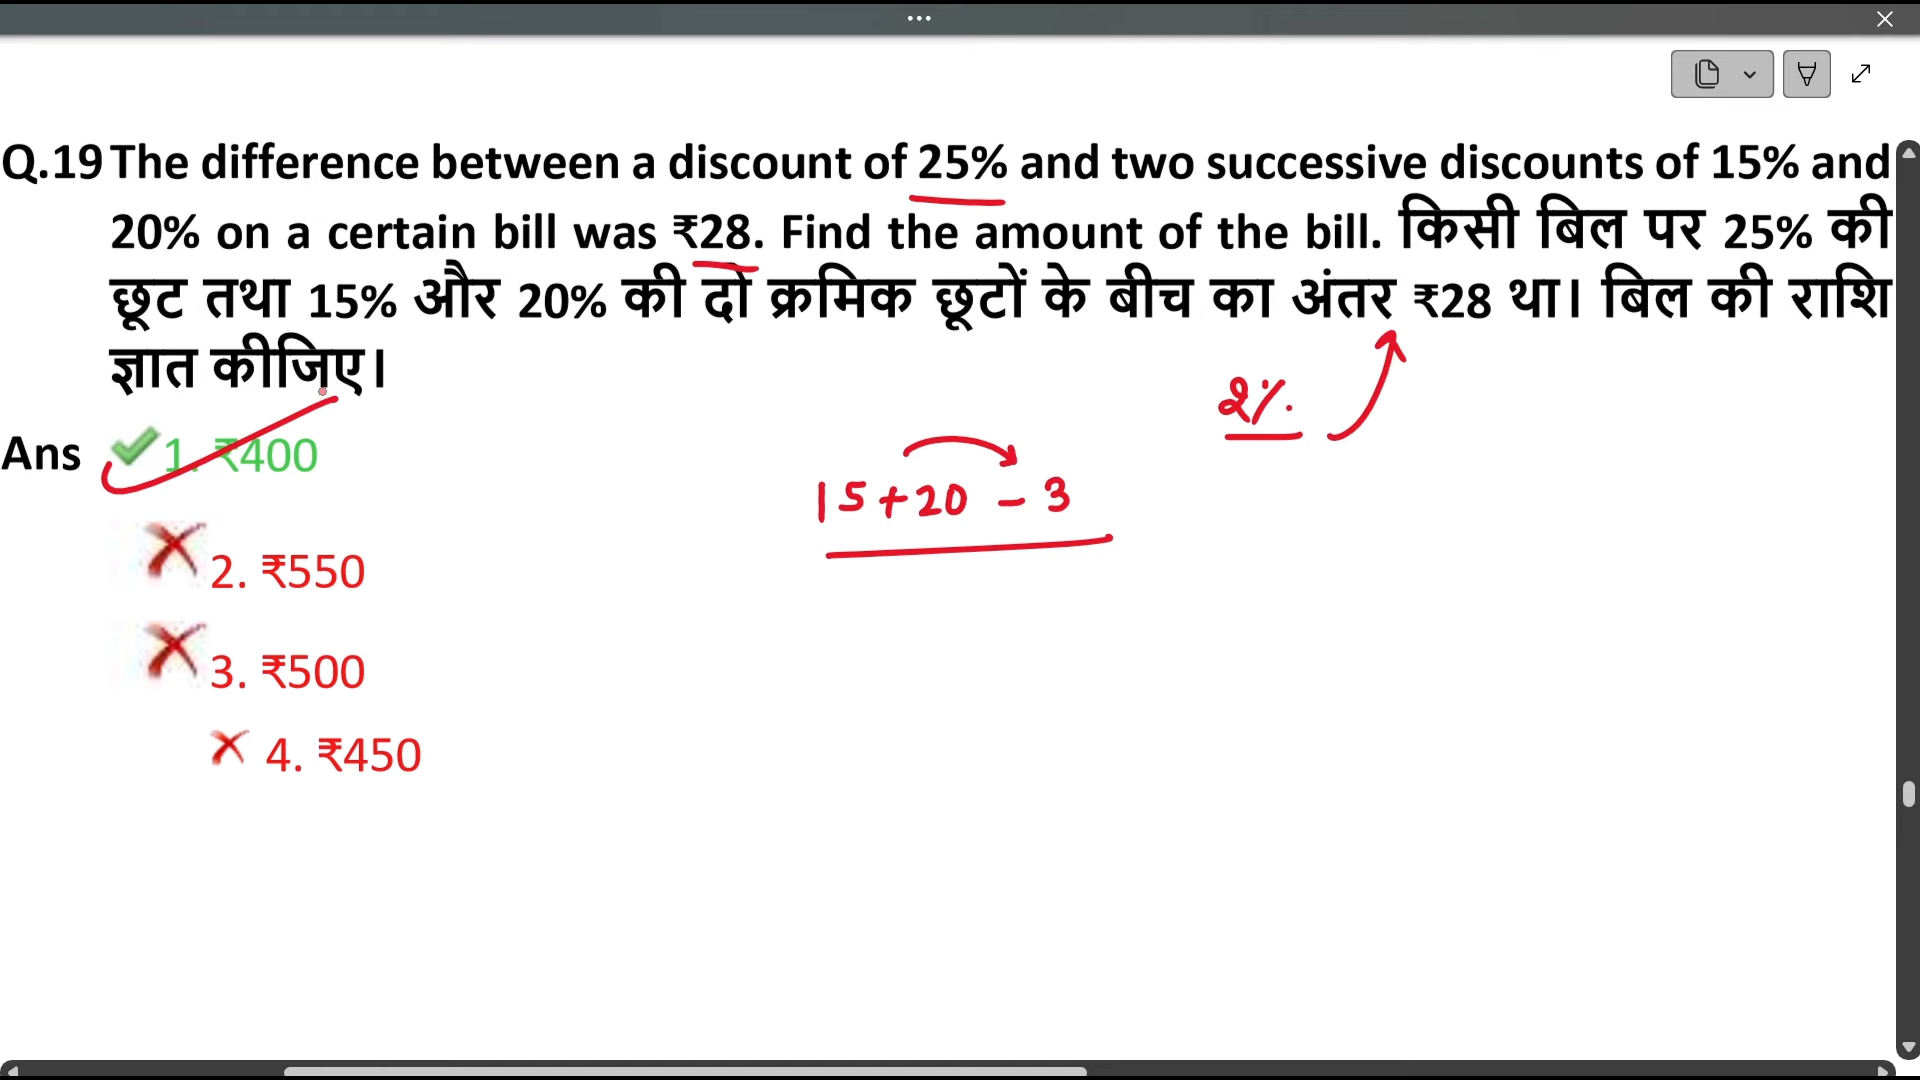 Q.19 The difference between a discount of 25% and two successive discounts of 15% and
20% on a certain bill was ₹28. Find the amount of the bill. किसी बिल पर 25% की
छूट तथा 15% और 20% की दो क्रमिक छूटों के बीच का अंतर ₹28 था। बिल की राशि
ज्ञात कीजिए।
2%
Ans 1. ₹400
15+20 - 3
2. ₹550
3. ₹500
4. ₹450